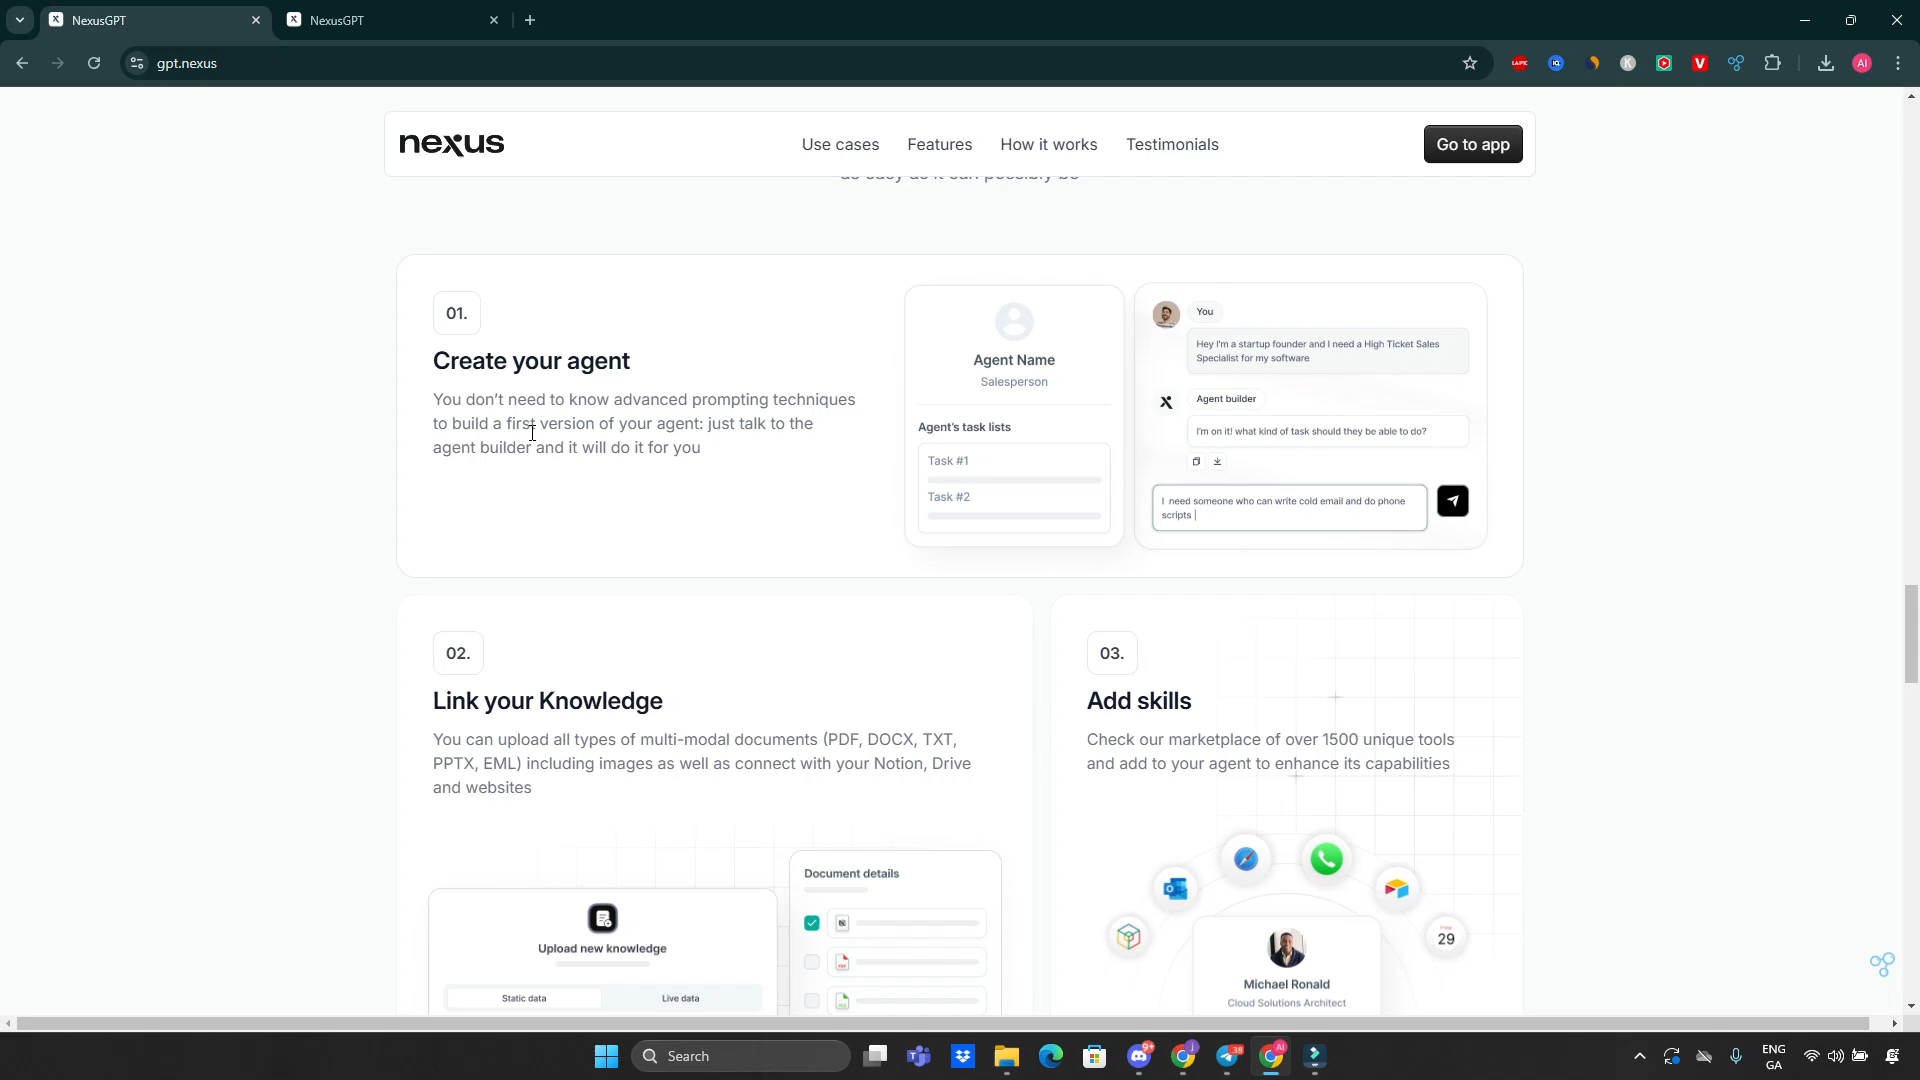 NexusGPT
NexusGPT
gpt.nexus
nexus
Use cases
Features
How it works
Testimonials
Go to app
as easy as it can possibly be
01.
Create your agent
You don't need to know advanced prompting techniques
to build a first version of your agent: just talk to the
agent builder and it will do it for you
Agent Name
Salesperson
Agent's task lists
Task #1
Task #2
You
Hey I'm a startup founder and I need a High Ticket Sales
Specialist for my software
Agent builder
I'm on it! what kind of task should they be able to do?
I need someone who can write cold email and do phone
scripts
02.
Link your Knowledge
You can upload all types of multi-modal documents (PDF, DOCX, TXT,
PPTX, EML) including images as well as connect with your Notion, Drive
and websites
Upload new knowledge
Static data
Live data
Document details
03.
Add skills
Check our marketplace of over 1500 unique tools
and add to your agent to enhance its capabilities
29
Michael Ronald
Cloud Solutions Architect
Search
ENG
GA